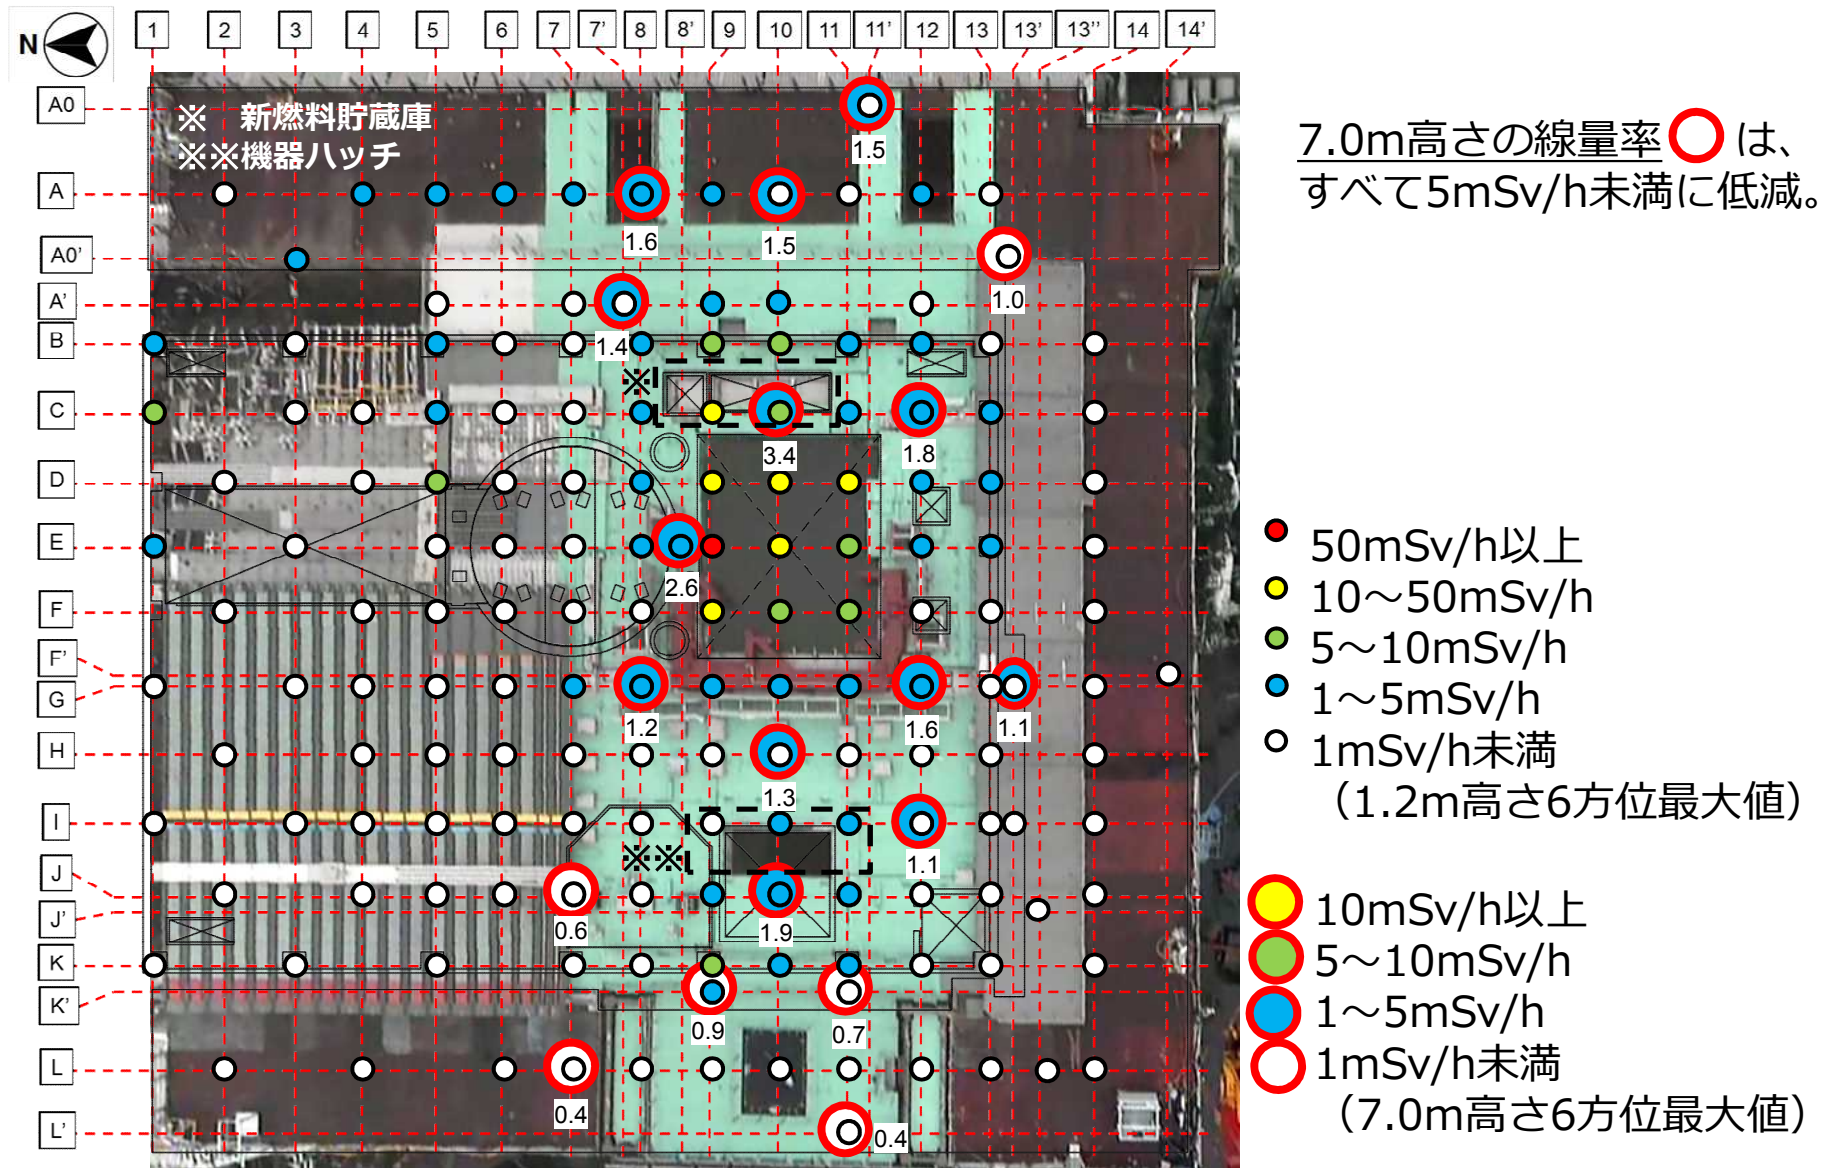 N
1 2 3 4 5 6 7 7' 8 8' 9 10 11 11' 12 13 13' 13'' 14 14'
A0
A
A0'
A'
B
C
D
E
F
F'
G
H
I
J
J'
K
K'
L
L'
※ 新燃料貯蔵庫
※※機器ハッチ
1.5
1.6
1.5
1.0
1.4
※
3.4
1.8
2.6
1.2
1.6
1.1
1.3
1.1
※※
0.6
1.9
0.9
0.7
0.4
0.4
7.0m高さの線量率 は、
すべて5mSv/h未満に低減。
50mSv/h以上
10～50mSv/h
5～10mSv/h
1～5mSv/h
1mSv/h未満
（1.2m高さ6方位最大値）
10mSv/h以上
5～10mSv/h
1～5mSv/h
1mSv/h未満
（7.0m高さ6方位最大値）